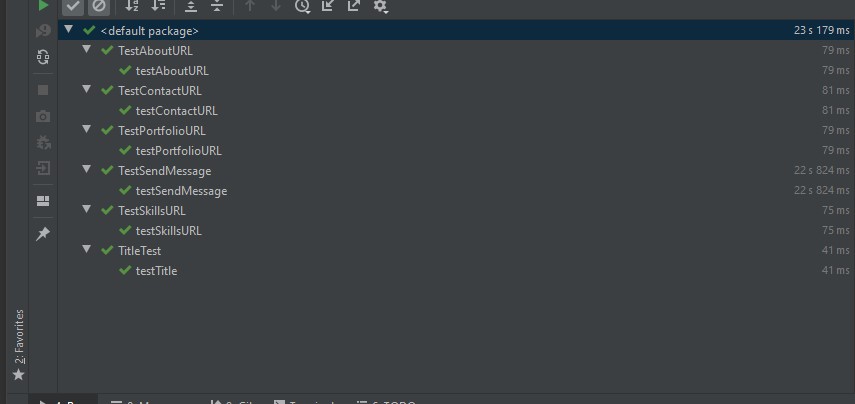 <default package> 23 s 179 ms
TestAboutURL 79 ms
testAboutURL 79 ms
TestContactURL 81 ms
testContactURL 81 ms
TestPortfolioURL 79 ms
testPortfolioURL 79 ms
TestSendMessage 22 s 824 ms
testSendMessage 22 s 824 ms
TestSkillsURL 75 ms
testSkillsURL 75 ms
TitleTest 41 ms
testTitle 41 ms
2: Favorites